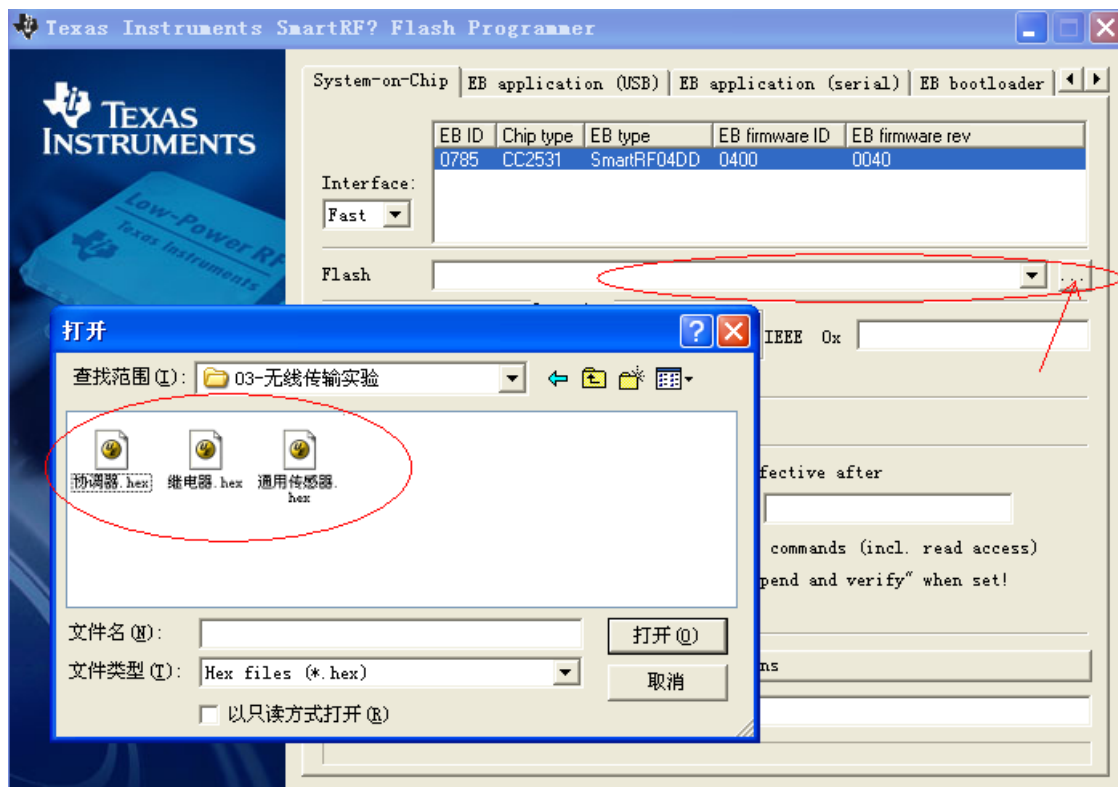 Texas Instruments SmartRF? Flash Programmer
TEXAS
INSTRUMENTS
Low-Power RF
Texas Instruments
System-on-Chip EB application (USB) EB application (serial) EB bootloader
EB ID Chip type EB type EB firmware ID EB firmware rev
0785 CC2531 SmartRF04DD 0400 0040
Interface:
Fast
Flash
...
IEEE 0x
fective after
commands (incl. read access)
pend and verify" when set!
ns
打开
查找范围(I): 03-无线传输实验
协调器.hex 继电器.hex 通用传感器.
hex
文件名(N): 打开(O)
文件类型(T): Hex files (*.hex) 取消
以只读方式打开(R)